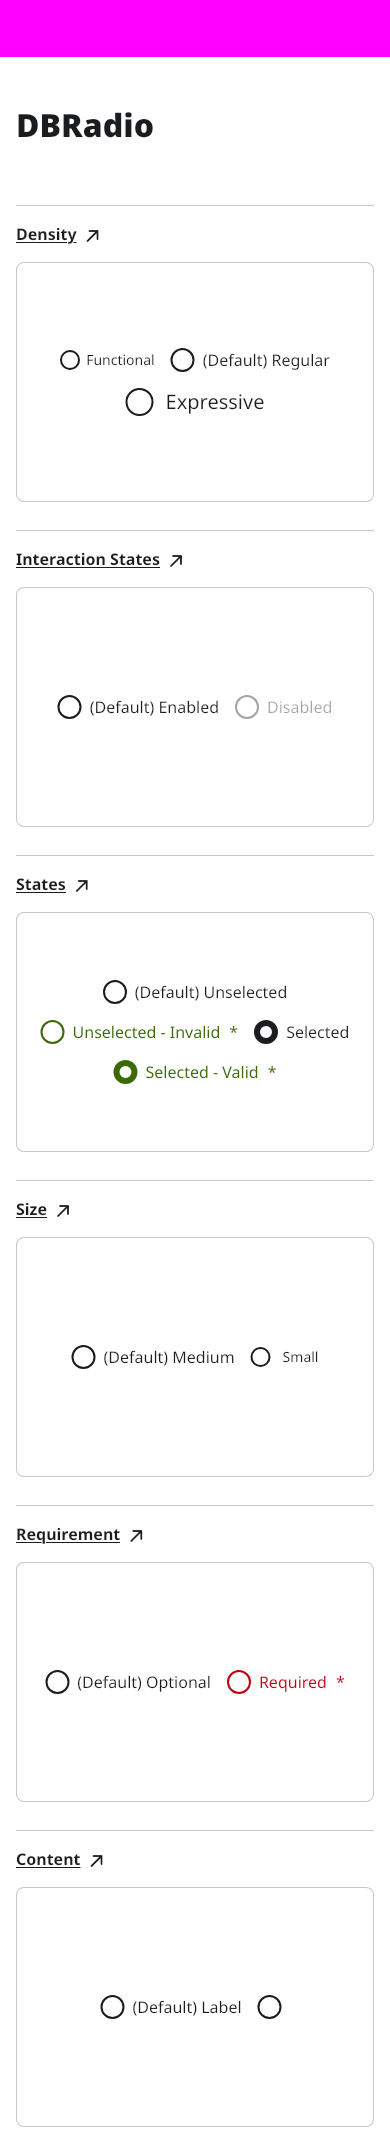 DBRadio
Density
Functional (Default) Regular
Expressive
Interaction States
(Default) Enabled Disabled
States
(Default) Unselected
Unselected - Invalid * Selected
Selected - Valid *
Size
(Default) Medium Small
Requirement
(Default) Optional Required *
Content
(Default) Label